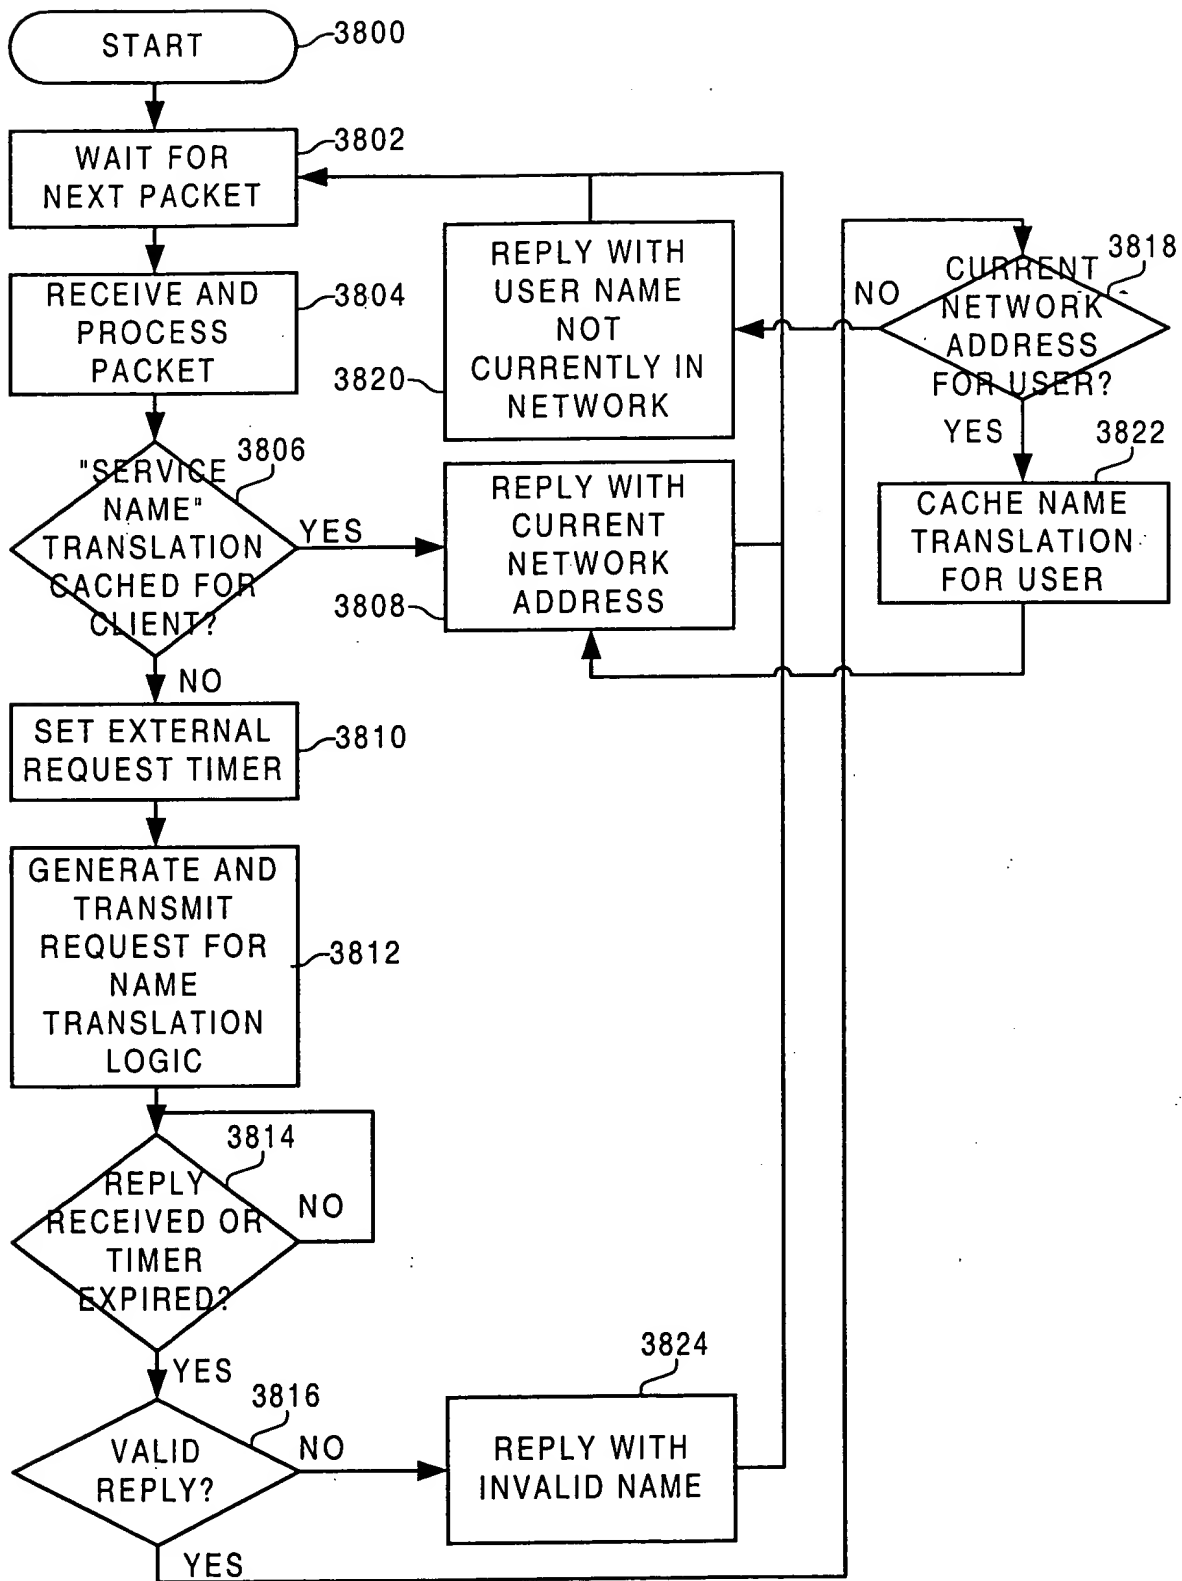 START
3800
WAIT FOR
NEXT PACKET
3802
RECEIVE AND
PROCESS
PACKET
3804
"SERVICE
NAME"
TRANSLATION
CACHED FOR
CLIENT?
3806
YES
NO
REPLY WITH
CURRENT
NETWORK
ADDRESS
3808
SET EXTERNAL
REQUEST TIMER
3810
GENERATE AND
TRANSMIT
REQUEST FOR
NAME
TRANSLATION
LOGIC
3812
REPLY
RECEIVED OR
TIMER
EXPIRED?
3814
NO
YES
VALID
REPLY?
3816
NO
YES
REPLY WITH
INVALID NAME
3824
CURRENT
NETWORK
ADDRESS
FOR USER?
3818
NO
YES
REPLY WITH
USER NAME
NOT
CURRENTLY IN
NETWORK
3820
CACHE NAME
TRANSLATION
FOR USER
3822